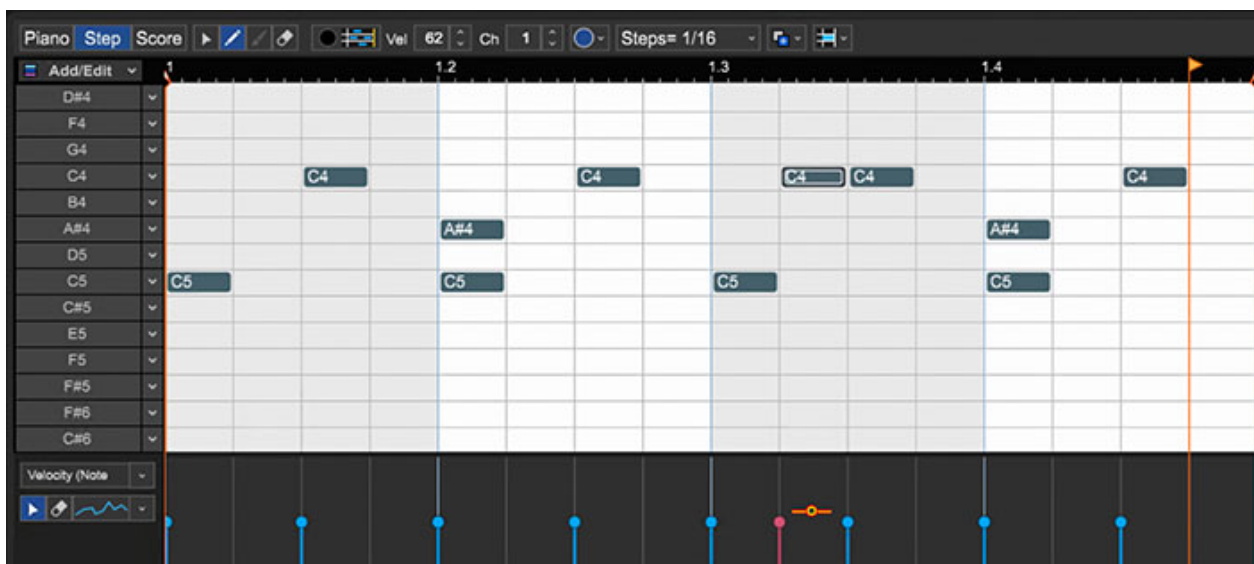 Piano Step Score Vel 62 Ch 1 Steps= 1/16
Add/Edit 1 1.2 1.3 1.4
D#4
F4
G4
C4 C4 C4 C4 C4 C4
B4
A#4 A#4 A#4
D5
C5 C5 C5 C5 C5
C#5
E5
F5
F#5
F#6
C#6
Velocity (Note